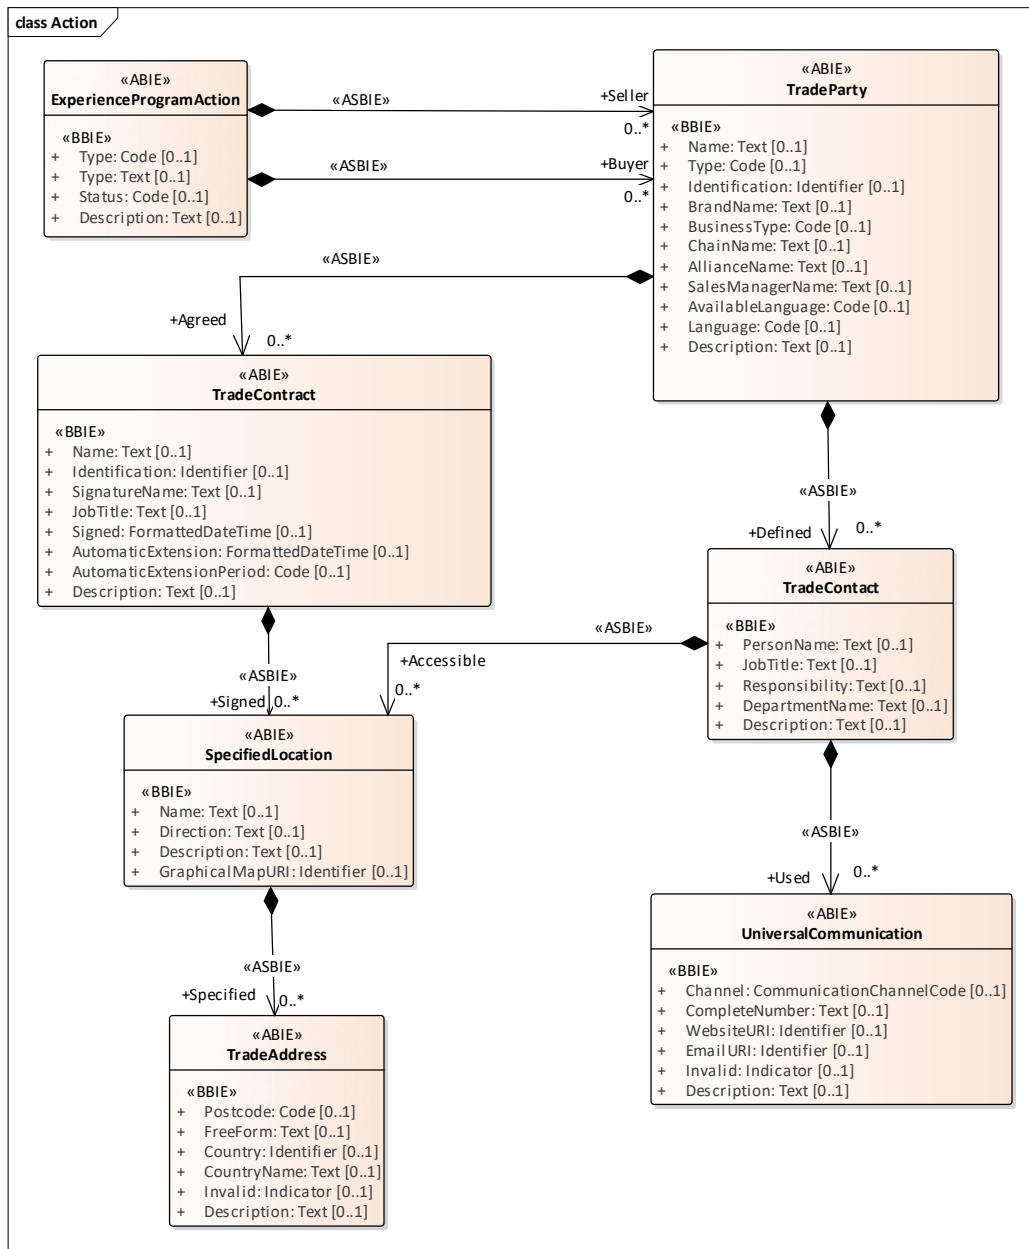 class Action
«ABIE»
ExperienceProgramAction
«BBIE»
+ Type: Code [0..1]
+ Type: Text [0..1]
+ Status: Code [0..1]
+ Description: Text [0..1]
«ASBIE»
+Seller
0..*
«ASBIE»
+Buyer
0..*
«ABIE»
TradeParty
«BBIE»
+ Name: Text [0..1]
+ Type: Code [0..1]
+ Identification: Identifier [0..1]
+ BrandName: Text [0..1]
+ BusinessType: Code [0..1]
+ ChainName: Text [0..1]
+ AllianceName: Text [0..1]
+ SalesManagerName: Text [0..1]
+ AvailableLanguage: Code [0..1]
+ Language: Code [0..1]
+ Description: Text [0..1]
«ASBIE»
+Agreed
0..*
«ABIE»
TradeContract
«BBIE»
+ Name: Text [0..1]
+ Identification: Identifier [0..1]
+ SignatureName: Text [0..1]
+ JobTitle: Text [0..1]
+ Signed: FormattedDateTime [0..1]
+ AutomaticExtension: FormattedDateTime [0..1]
+ AutomaticExtensionPeriod: Code [0..1]
+ Description: Text [0..1]
«ASBIE»
+Defined
0..*
«ABIE»
TradeContact
«BBIE»
+ PersonName: Text [0..1]
+ JobTitle: Text [0..1]
+ Responsibility: Text [0..1]
+ DepartmentName: Text [0..1]
+ Description: Text [0..1]
«ASBIE»
+Accessible
0..*
«ASBIE»
+Signed
0..*
«ABIE»
SpecifiedLocation
«BBIE»
+ Name: Text [0..1]
+ Direction: Text [0..1]
+ Description: Text [0..1]
+ GraphicalMapURI: Identifier [0..1]
«ASBIE»
+Used
0..*
«ABIE»
UniversalCommunication
«BBIE»
+ Channel: CommunicationChannelCode [0..1]
+ CompleteNumber: Text [0..1]
+ WebsiteURI: Identifier [0..1]
+ EmailURI: Identifier [0..1]
+ Invalid: Indicator [0..1]
+ Description: Text [0..1]
«ASBIE»
+Specified
0..*
«ABIE»
TradeAddress
«BBIE»
+ Postcode: Code [0..1]
+ FreeForm: Text [0..1]
+ Country: Identifier [0..1]
+ CountryName: Text [0..1]
+ Invalid: Indicator [0..1]
+ Description: Text [0..1]